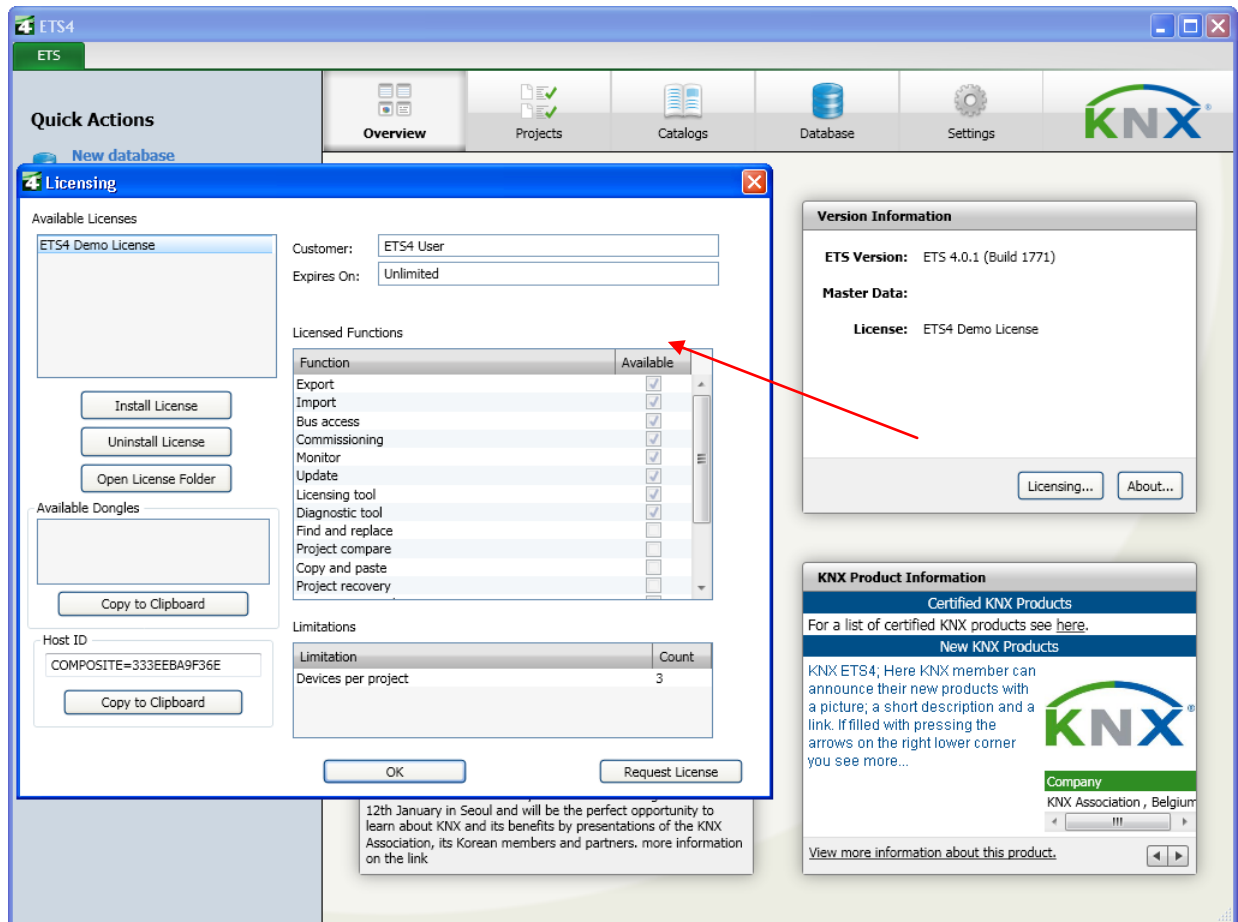 ETS4
ETS
Quick Actions
New database
Overview
Projects
Catalogs
Database
Settings
KNX
Licensing
Available Licenses
ETS4 Demo License
Install License
Uninstall License
Open License Folder
Available Dongles
Copy to Clipboard
Host ID
COMPOSITE=333EEBA9F36E
Copy to Clipboard
Customer: ETS4 User
Expires On: Unlimited
Licensed Functions
Function Available
Export
Import
Bus access
Commissioning
Monitor
Update
Licensing tool
Diagnostic tool
Find and replace
Project compare
Copy and paste
Project recovery
Limitations
Limitation Count
Devices per project 3
OK
Request License
Version Information
ETS Version: ETS 4.0.1 (Build 1771)
Master Data:
License: ETS4 Demo License
Licensing...
About...
KNX Product Information
Certified KNX Products
For a list of certified KNX products see here.
New KNX Products
KNX ETS4; Here KNX member can
announce their new products with
a picture; a short description and a
link. If filled with pressing the
arrows on the right lower corner
you see more...
KNX
Company
KNX Association , Belgium
View more information about this product.
12th January in Seoul and will be the perfect opportunity to
learn about KNX and its benefits by presentations of the KNX
Association, its Korean members and partners. more information
on the link